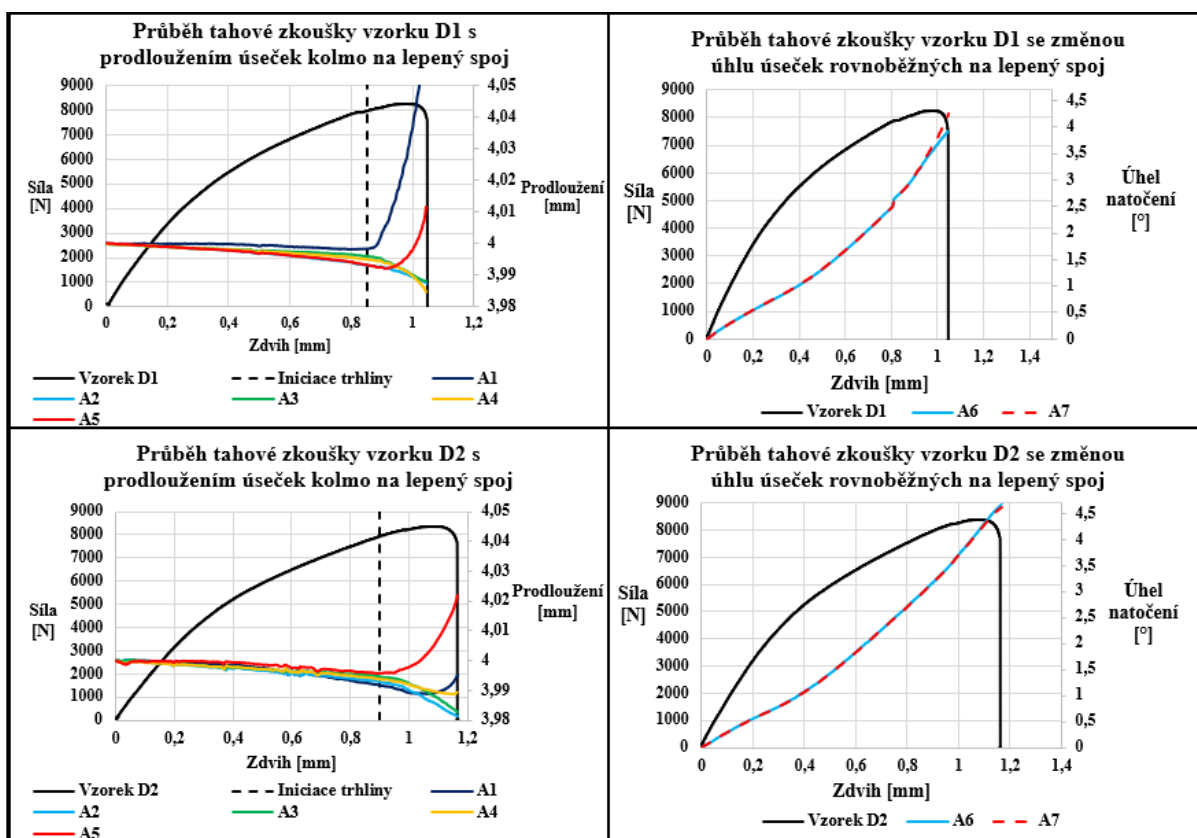 Průběh tahové zkoušky vzorku D1 s
prodloužením úseček kolmo na lepený spoj
9000
8000
7000
6000
5000
4000
3000
2000
1000
0
Síla
[N]
4,05
4,04
4,03
4,02
4,01
4
3,99
3,98
Prodloužení
[mm]
0 0,2 0,4 0,6 0,8 1 1,2
Zdvih [mm]
Vzorek D1 Iniciace trhliny A1
A2 A3 A4
A5
Průběh tahové zkoušky vzorku D1 se změnou
úhlu úseček rovnoběžných na lepený spoj
9000
8000
7000
6000
5000
4000
3000
2000
1000
0
Síla
[N]
4,5
4
3,5
3
2,5
2
1,5
1
0,5
0
Úhel
natočení
[°]
0 0,2 0,4 0,6 0,8 1 1,2 1,4
Zdvih [mm]
Vzorek D1 A6 A7
Průběh tahové zkoušky vzorku D2 s
prodloužením úseček kolmo na lepený spoj
9000
8000
7000
6000
5000
4000
3000
2000
1000
0
Síla
[N]
4,05
4,04
4,03
4,02
4,01
4
3,99
3,98
Prodloužení
[mm]
0 0,2 0,4 0,6 0,8 1 1,2
Zdvih [mm]
Vzorek D2 Iniciace trhliny A1
A2 A3 A4
A5
Průběh tahové zkoušky vzorku D2 se změnou
úhlu úseček rovnoběžných na lepený spoj
9000
8000
7000
6000
5000
4000
3000
2000
1000
0
Síla
[N]
4,5
4
3,5
3
2,5
2
1,5
1
0,5
0
Úhel
natočení
[°]
0 0,2 0,4 0,6 0,8 1 1,2 1,4
Zdvih [mm]
Vzorek D2 A6 A7